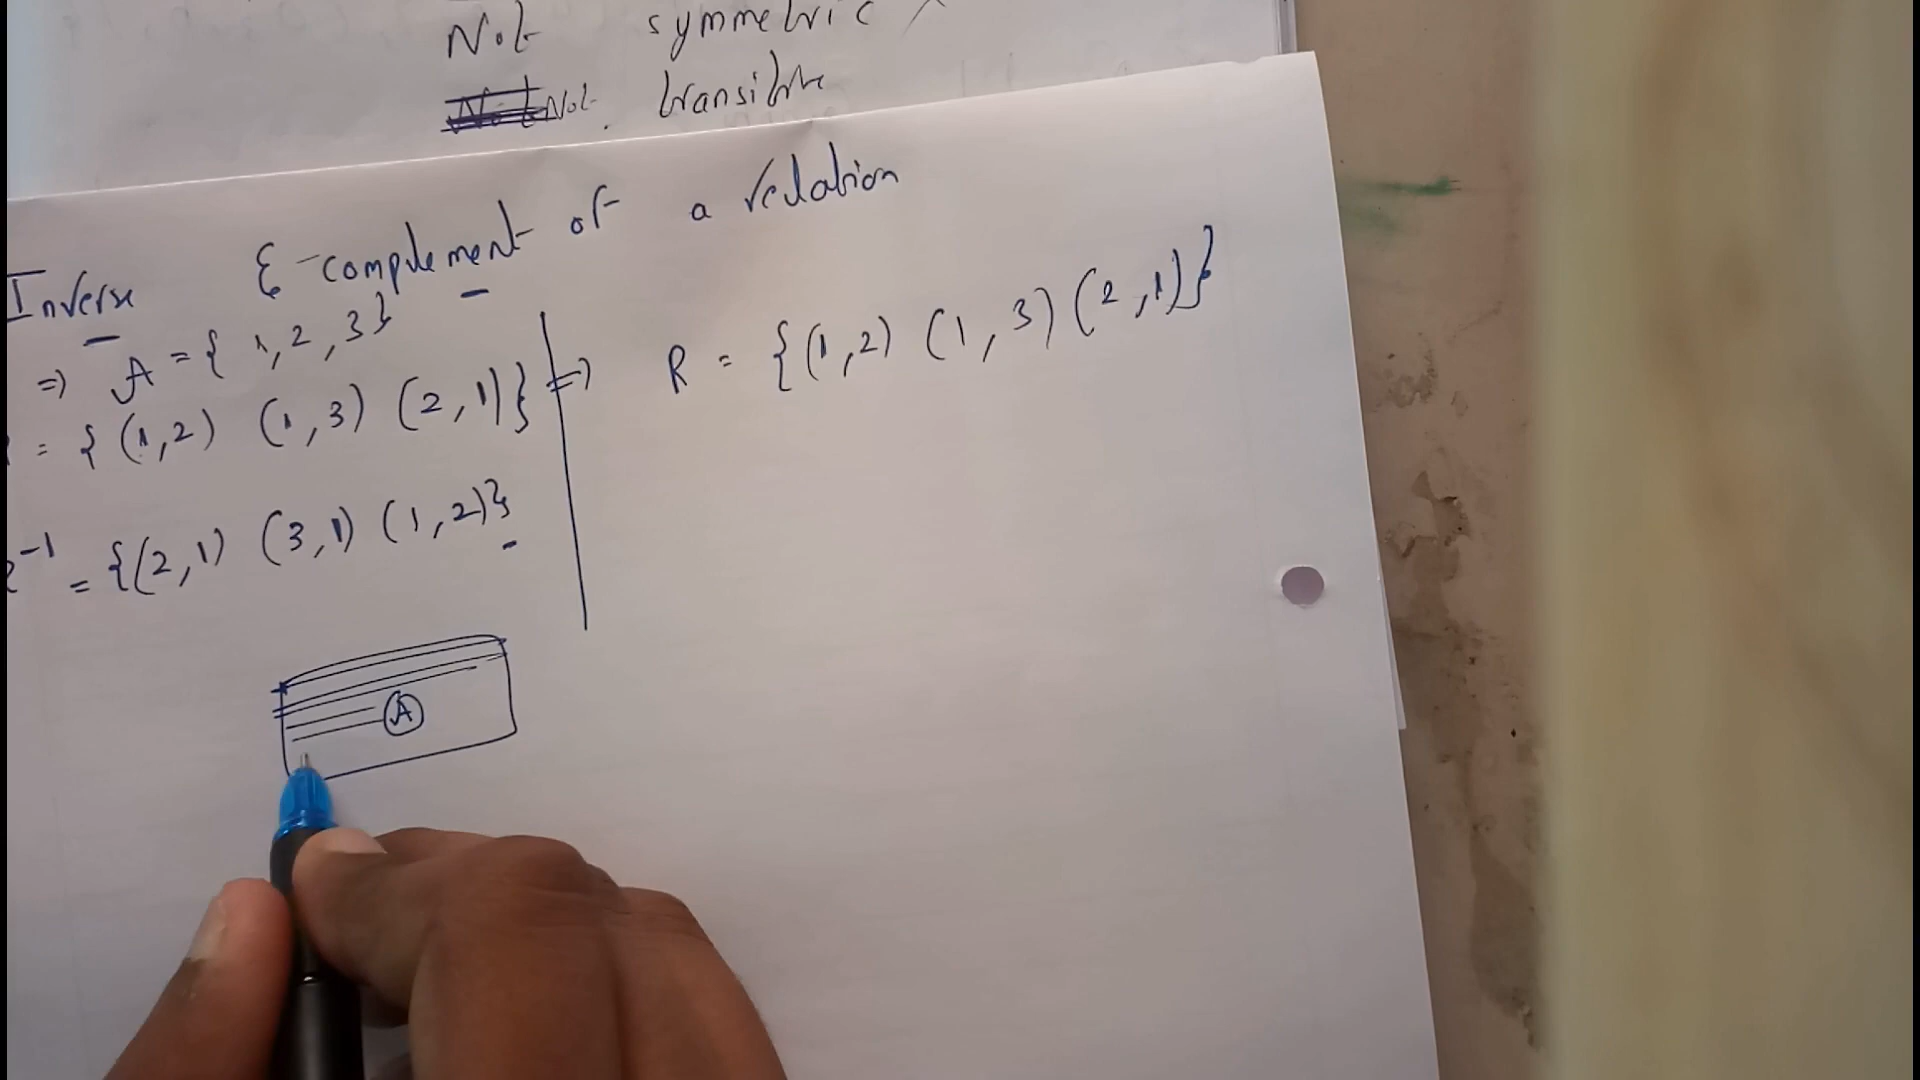 Not symmetric
Not transitive
Inverse & complement of a relation
=> A = { 1, 2, 3 }
= { (1,2) (1,3) (2,1) }
=> R = { (1,2) (1,3) (2,1) }
-1 = { (2,1) (3,1) (1,2) }
A